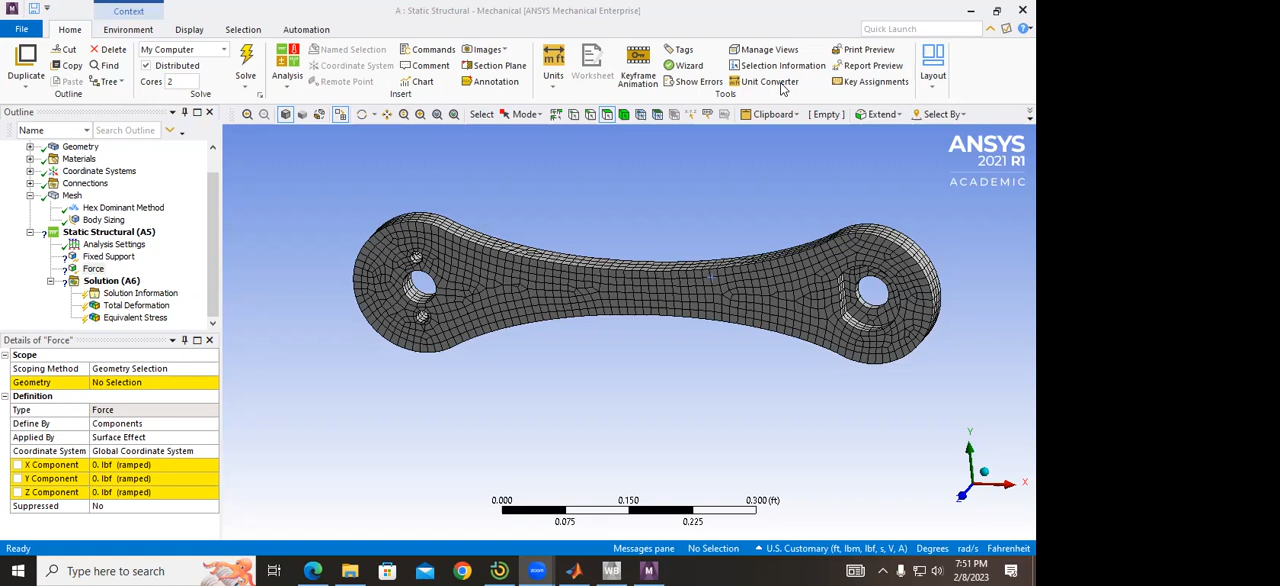 Context
A : Static Structural - Mechanical [ANSYS Mechanical Enterprise]
File Home Environment Display Selection Automation
Quick Launch
Cut Delete My Computer Named Selection Commands Images Tags Manage Views Print Preview
Copy Find Distributed Coordinate System Comment Section Plane Wizard Selection Information Report Preview
Duplicate Paste Tree Cores 2 Solve Analysis Remote Point Chart Annotation Units Worksheet Keyframe Animation Show Errors Unit Converter Key Assignments Layout
Outline Solve Insert Tools
Outline
Name Search Outline
Select Mode Clipboard [ Empty ] Extend Select By
Geometry
Materials
Coordinate Systems
Connections
Mesh
Hex Dominant Method
Body Sizing
Static Structural (A5)
Analysis Settings
Fixed Support
Force
Solution (A6)
Solution Information
Total Deformation
Equivalent Stress
Details of "Force"
Scope
Scoping Method Geometry Selection
Geometry No Selection
Definition
Type Force
Define By Components
Applied By Surface Effect
Coordinate System Global Coordinate System
X Component 0. lbf (ramped)
Y Component 0. lbf (ramped)
Z Component 0. lbf (ramped)
Suppressed No
ANSYS
2021 R1
ACADEMIC
Y
X
Z
0.000 0.150 0.300 (ft)
0.075 0.225
Ready Messages pane No Selection U.S. Customary (ft, lbm, lbf, s, V, A) Degrees rad/s Fahrenheit
Type here to search
zoom
WB
M
7:51 PM
2/8/2023